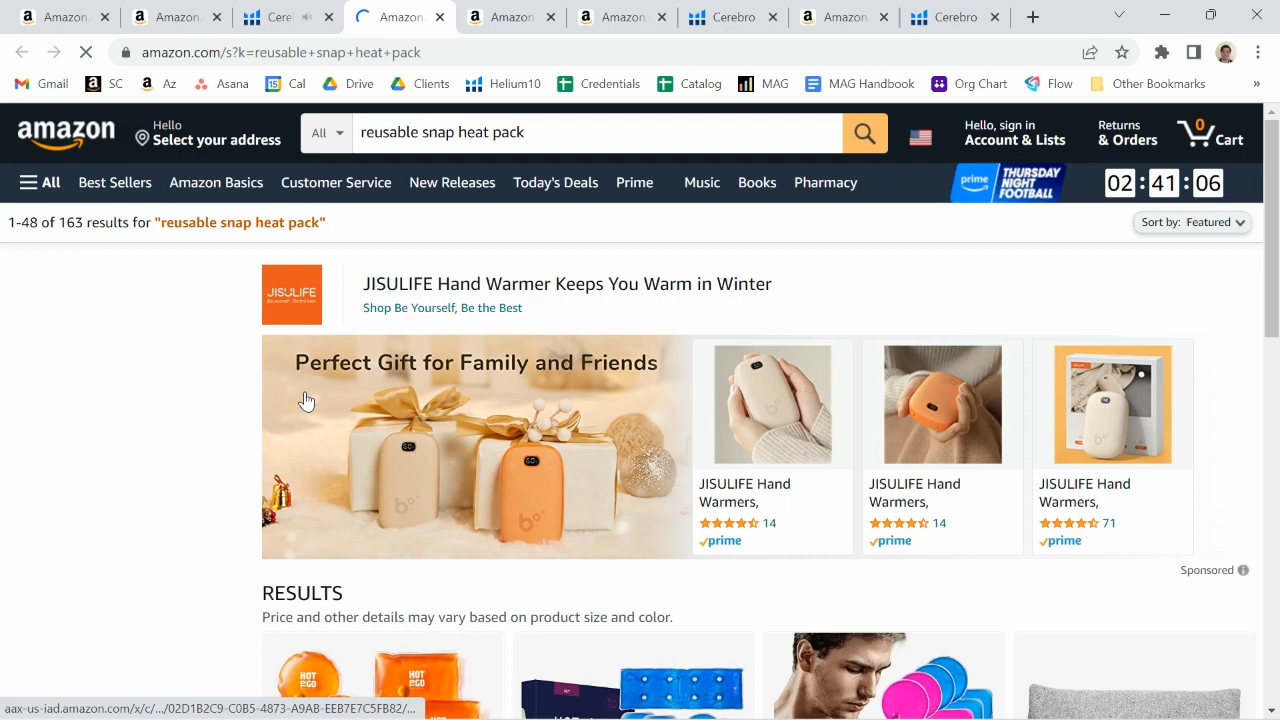 Amazon.
Amazon.
Cerel
Amazon.
Amazon
Amazon.
Cerebro
Amazon.
Cerebro
amazon.com/s?k=reusable+snap+heat+pack
Gmail
SC
Az
Asana
15
Cal
Drive
Clients
Helium10
Credentials
Catalog
MAG
MAG Handbook
Org Chart
Flow
Other Bookmarks
»
amazon
Hello
Select your address
All
reusable snap heat pack
Hello, sign in
Account & Lists
Returns
& Orders
0
Cart
All
Best Sellers
Amazon Basics
Customer Service
New Releases
Today's Deals
Prime
Music
Books
Pharmacy
prime
THURSDAY
NIGHT
FOOTBALL
02:41:06
1-48 of 163 results for "reusable snap heat pack"
Sort by: Featured
JISULIFE
JISULIFE Hand Warmer Keeps You Warm in Winter
Shop Be Yourself, Be the Best
Perfect Gift for Family and Friends
JISULIFE Hand
Warmers,
14
prime
JISULIFE Hand
Warmers,
14
prime
JISULIFE Hand
Warmers,
71
prime
Sponsored
RESULTS
Price and other details may vary based on product size and color.
HOT
TO GO
HOT
TO GO
HOT
aax-us-iad.amazon.com/x/c/.../02D1B2C9-C0B5-4873-A9AB-EEB7E7C5FB82/...